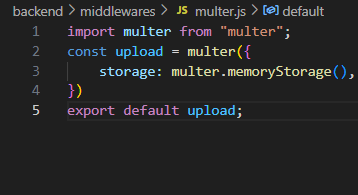 backend > middlewares > JS multer.js > default
1 import multer from "multer";
2 const upload = multer({
3     storage: multer.memoryStorage(),
4 })
5 export default upload;